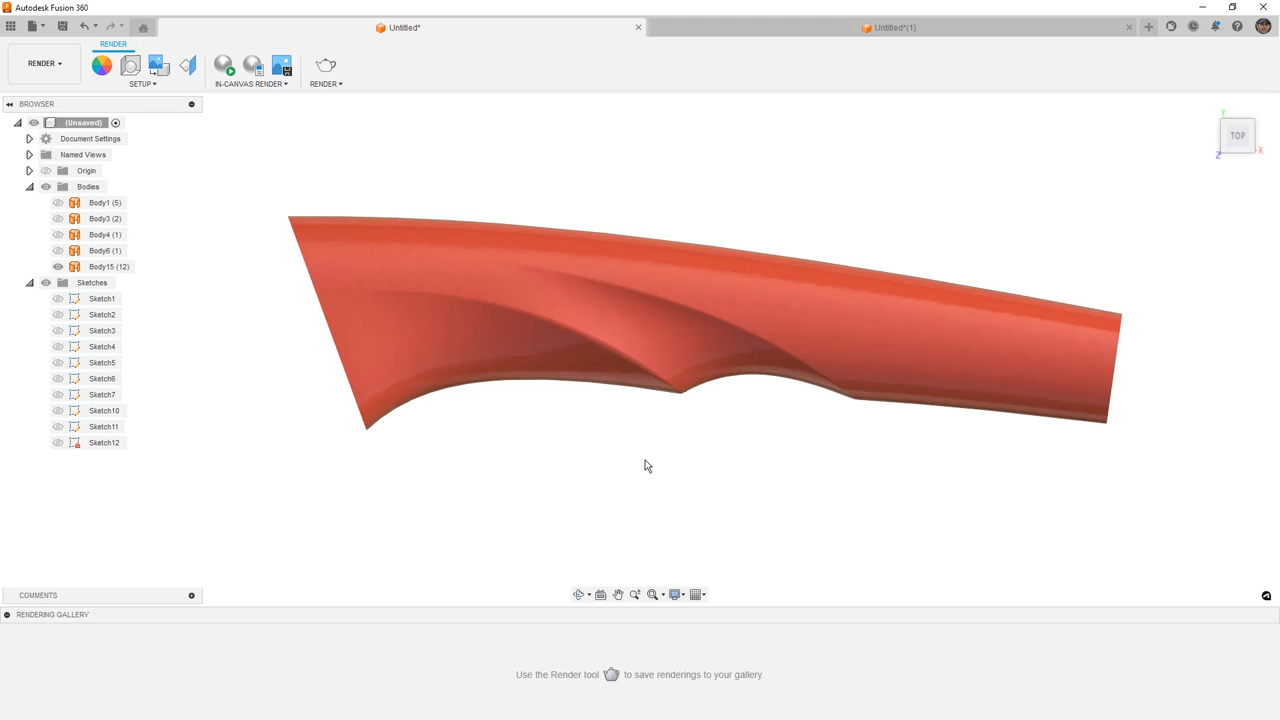 Autodesk Fusion 360
Untitled*
Untitled*(1)
RENDER
RENDER
SETUP
IN-CANVAS RENDER
RENDER
BROWSER
(Unsaved)
Document Settings
Named Views
Origin
Bodies
Body1 (5)
Body3 (2)
Body4 (1)
Body6 (1)
Body15 (12)
Sketches
Sketch1
Sketch2
Sketch3
Sketch4
Sketch5
Sketch6
Sketch7
Sketch10
Sketch11
Sketch12
Y
TOP
X
Z
COMMENTS
RENDERING GALLERY
Use the Render tool to save renderings to your gallery.